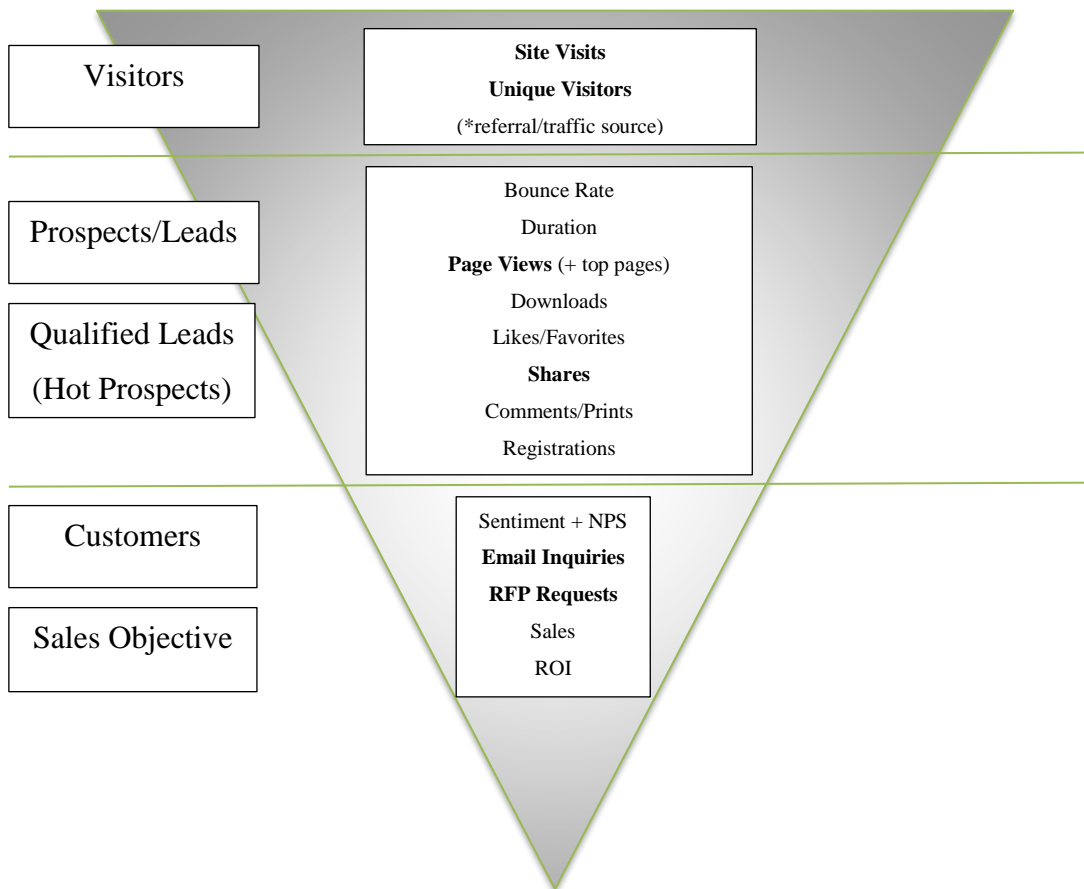 Visitors
Site Visits
Unique Visitors
(*referral/traffic source)
Prospects/Leads
Qualified Leads
(Hot Prospects)
Bounce Rate
Duration
Page Views (+ top pages)
Downloads
Likes/Favorites
Shares
Comments/Prints
Registrations
Customers
Sales Objective
Sentiment + NPS
Email Inquiries
RFP Requests
Sales
ROI